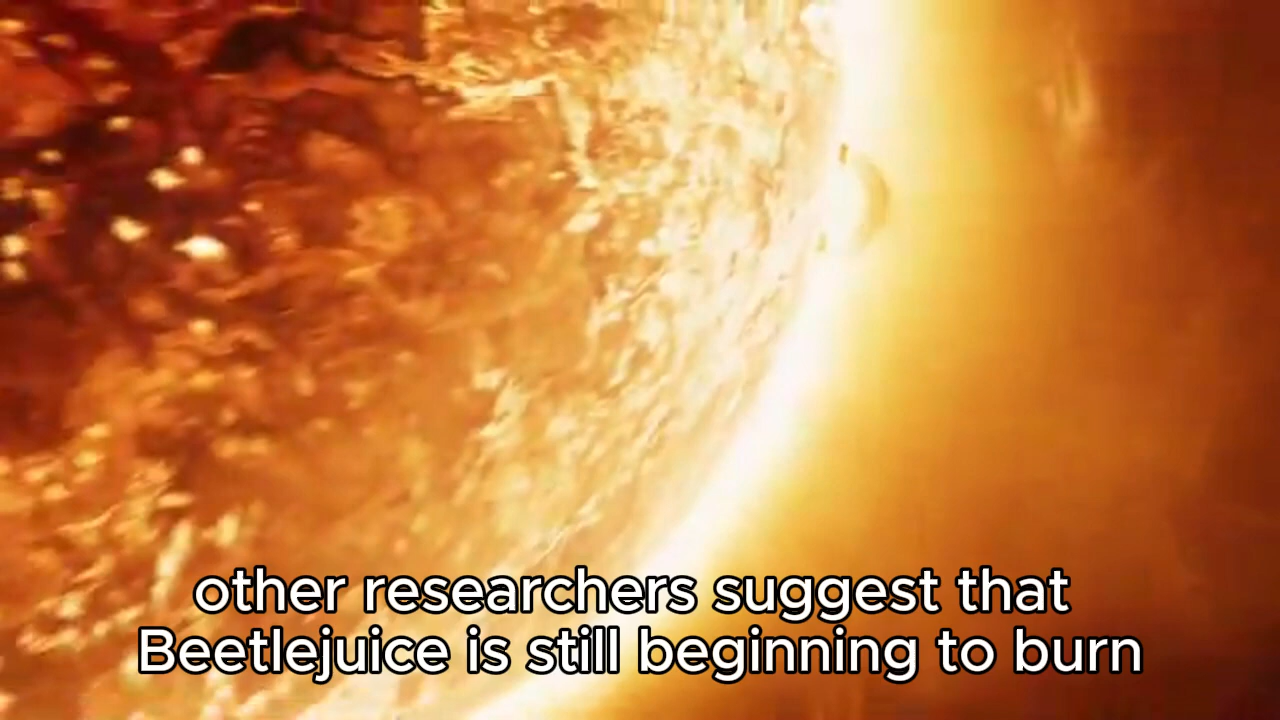 other researchers suggest that
Beetlejuice is still beginning to burn